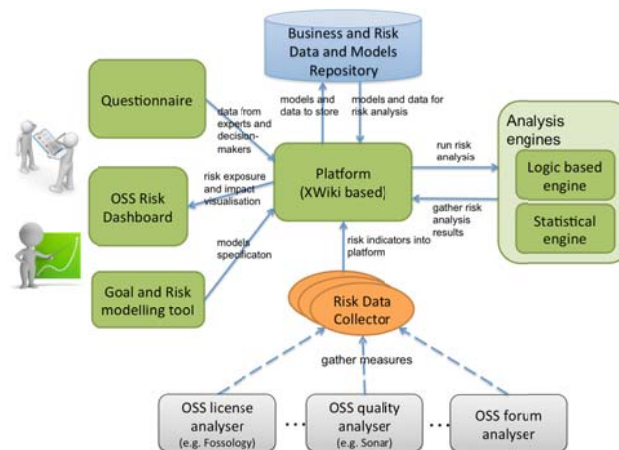 Business and Risk
Data and Models
Repository
Questionnaire
data from
experts and
decision-
makers
models and
data to store
models and data for
risk analysis
Analysis
engines
Logic based
engine
Statistical
engine
run risk
analysis
gather risk
analysis
results
Platform
(XWiki based)
OSS Risk
Dashboard
risk exposure
and impact
visualisation
models
specificaton
Goal and Risk
modelling tool
risk indicators into
platform
Risk Data
Collector
gather measures
OSS license
analyser
(e.g. Fossology)
...
OSS quality
analyser
(e.g. Sonar)
...
OSS forum
analyser